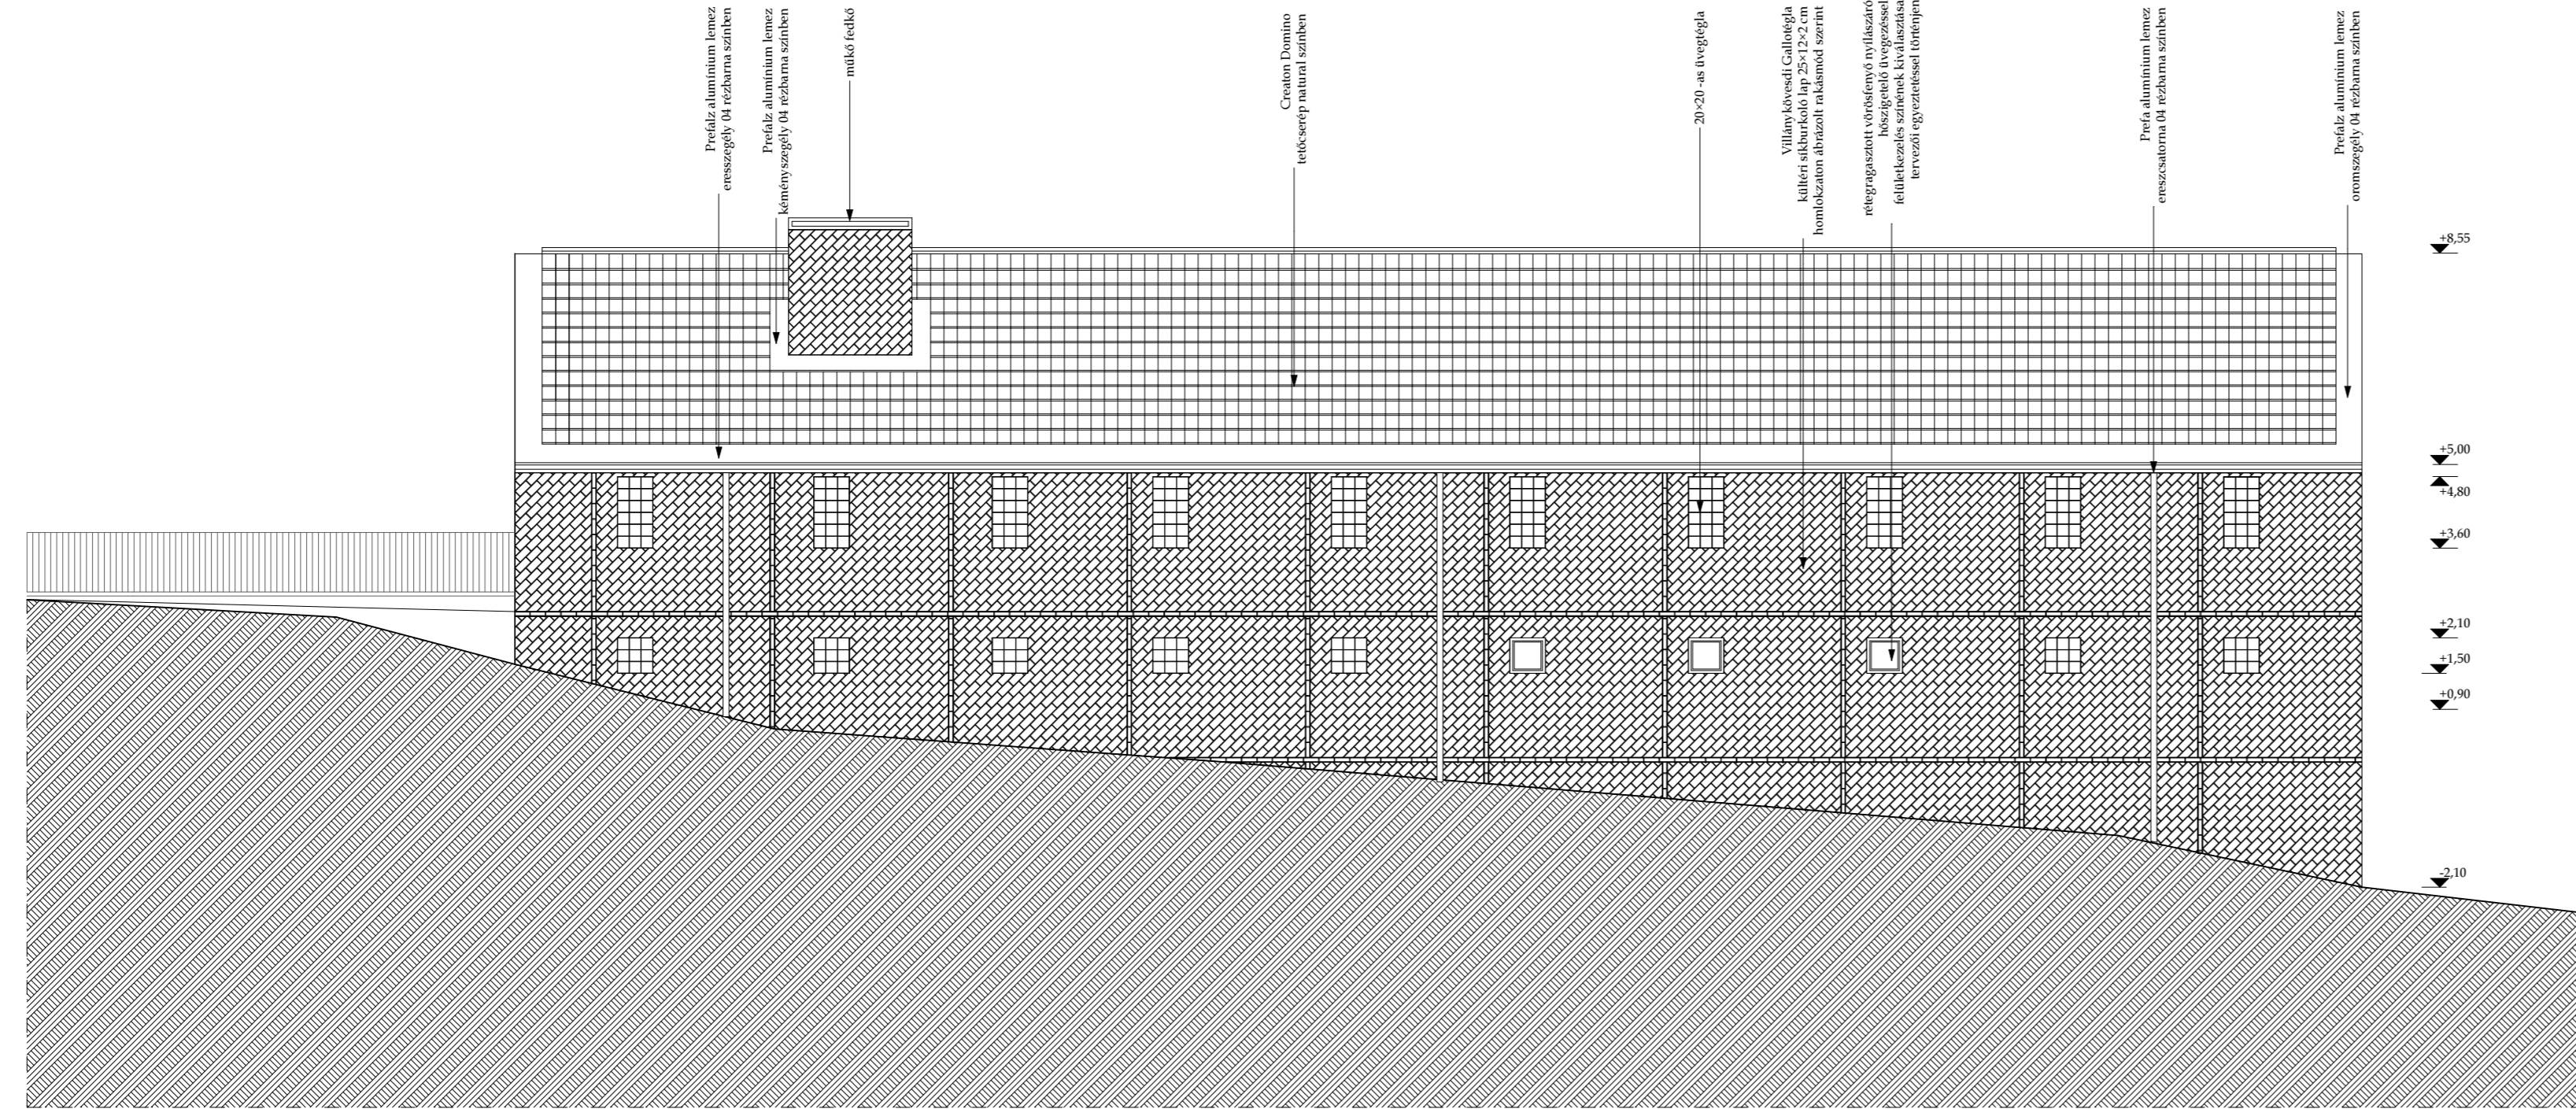 Prefalz alumínium lemez
eresszegély 04 rézbarna színben
Prefalz alumínium lemez
kéményszegély 04 rézbarna színben
műkő fedkő
Creaton Domino
tetőcserép natural színben
20×20 -as üvegtégla
Villánykövesdi Gallotégla
kültéri síkburkoló lap 25×12×2 cm
homlokzaton ábrázolt rakásmód szerint
rétegragasztott vörösfenyő nyílászáró
hőszigetelő üvegezéssel
felületkezelés színének kiválasztása
tervezői egyeztetéssel történjen
Prefa alumínium lemez
ereszcsatorna 04 rézbarna színben
Prefalz alumínium lemez
oromszegély 04 rézbarna színben
+8,55
+5,00
+4,80
+3,60
+2,10
+1,50
+0,90
-2,10